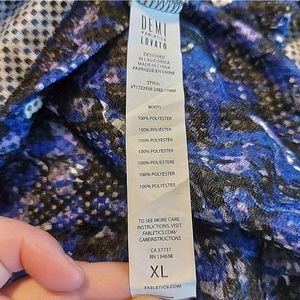 DEMI
FABLETICS
LOVATO
DESIGNED
IN CALIFORNIA
MADE IN CHINA
FABRIQUÉ EN CHINE
STYLE:
BODY:
100% POLYESTER
100% POLYESTER
100% POLYESTER
100% POLYESTER
100% POLYESTERE
100% POLYESTER
100% POLYESTER
TO SEE MORE CARE
INSTRUCTIONS, VISIT
FABLETICS.COM/
CAREINSTRUCTIONS
CA 57737
RN 134638
XL
FABLETICS.COM